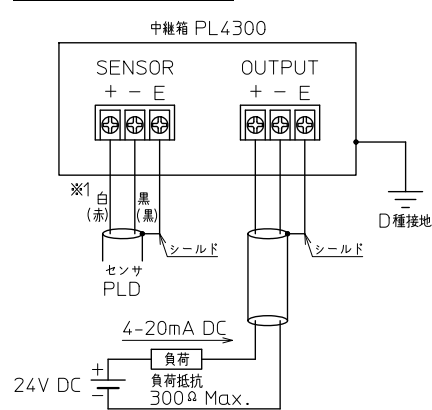 中継箱 PL4300
SENSOR
+ − E
OUTPUT
+ − E
※1
白
(赤)
黒
(黒)
シールド
シールド
D種接地
センサ
PLD
4-20mA DC
負荷
負荷抵抗
300Ω Max.
24V DC
+
−